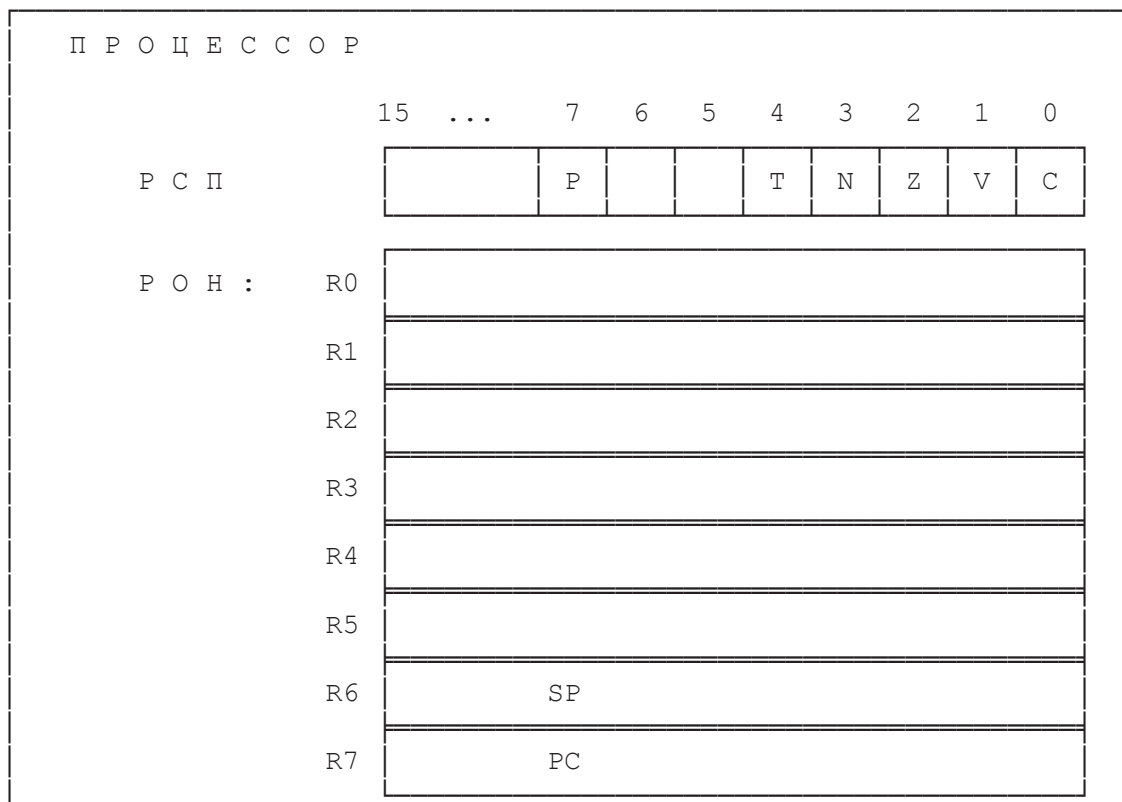 П Р О Ц Е С С О Р
15 ... 7 6 5 4 3 2 1 0
Р С П P T N Z V C
Р О Н : R0
R1
R2
R3
R4
R5
R6 SP
R7 PC